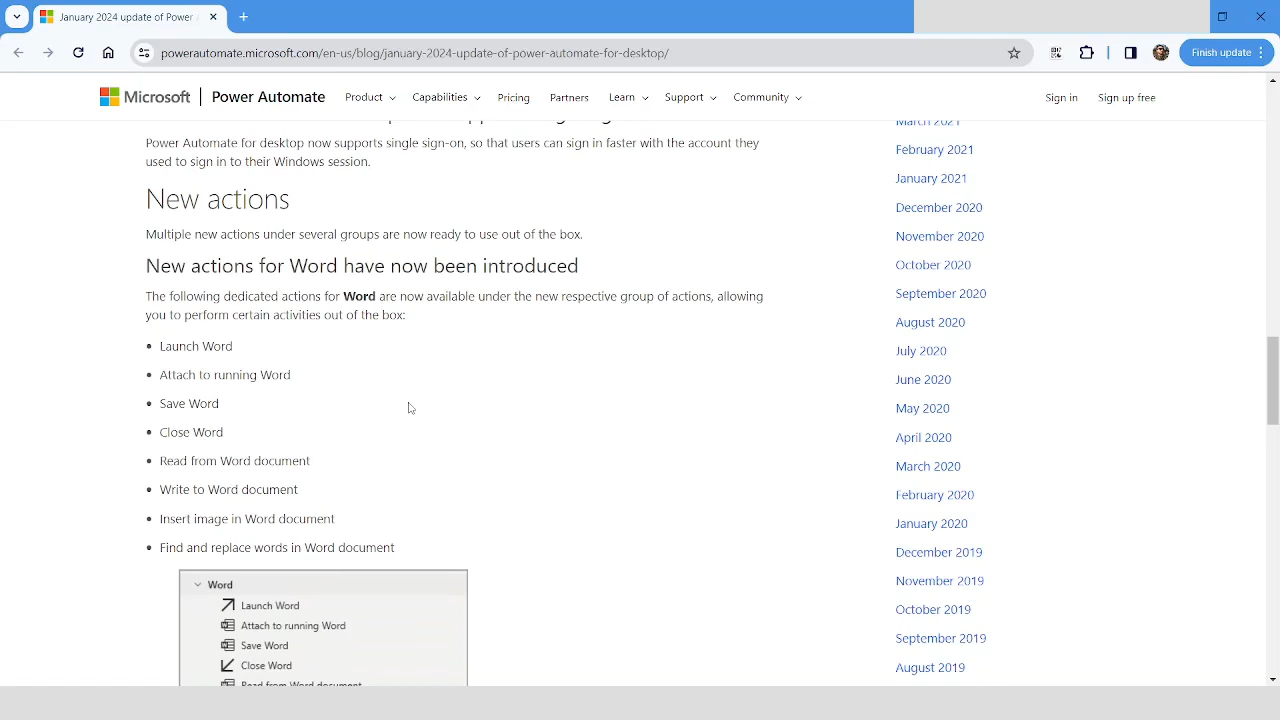 January 2024 update of Power
powerautomate.microsoft.com/en-us/blog/january-2024-update-of-power-automate-for-desktop/
Finish update
Microsoft
Power Automate
Product
Capabilities
Pricing
Partners
Learn
Support
Community
Sign in
Sign up free
Power Automate for desktop now supports single sign-on, so that users can sign in faster with the account they
used to sign in to their Windows session.
New actions
Multiple new actions under several groups are now ready to use out of the box.
New actions for Word have now been introduced
The following dedicated actions for Word are now available under the new respective group of actions, allowing
you to perform certain activities out of the box:
• Launch Word
• Attach to running Word
• Save Word
• Close Word
• Read from Word document
• Write to Word document
• Insert image in Word document
• Find and replace words in Word document
Word
Launch Word
Attach to running Word
Save Word
Close Word
Read from Word document
March 2021
February 2021
January 2021
December 2020
November 2020
October 2020
September 2020
August 2020
July 2020
June 2020
May 2020
April 2020
March 2020
February 2020
January 2020
December 2019
November 2019
October 2019
September 2019
August 2019